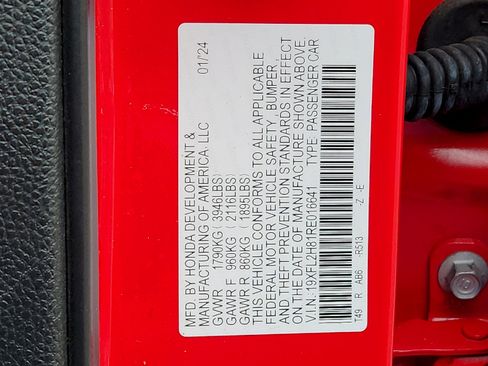 MFD. BY HONDA DEVELOPMENT &
MANUFACTURING OF AMERICA, LLC 01/24
GVWR 1790KG(3946LBS)
GAWR F 960KG (2116LBS)
GAWR R 860KG (1895LBS)
THIS VEHICLE CONFORMS TO ALL APPLICABLE
FEDERAL MOTOR VEHICLE SAFETY, BUMPER,
AND THEFT PREVENTION STANDARDS IN EFFECT
ON THE DATE OF MANUFACTURE SHOWN ABOVE.
V.I.N.:19XFL2H81RE016641 TYPE: PASSENGER CAR
T49 R AB6 -R513 Z -E